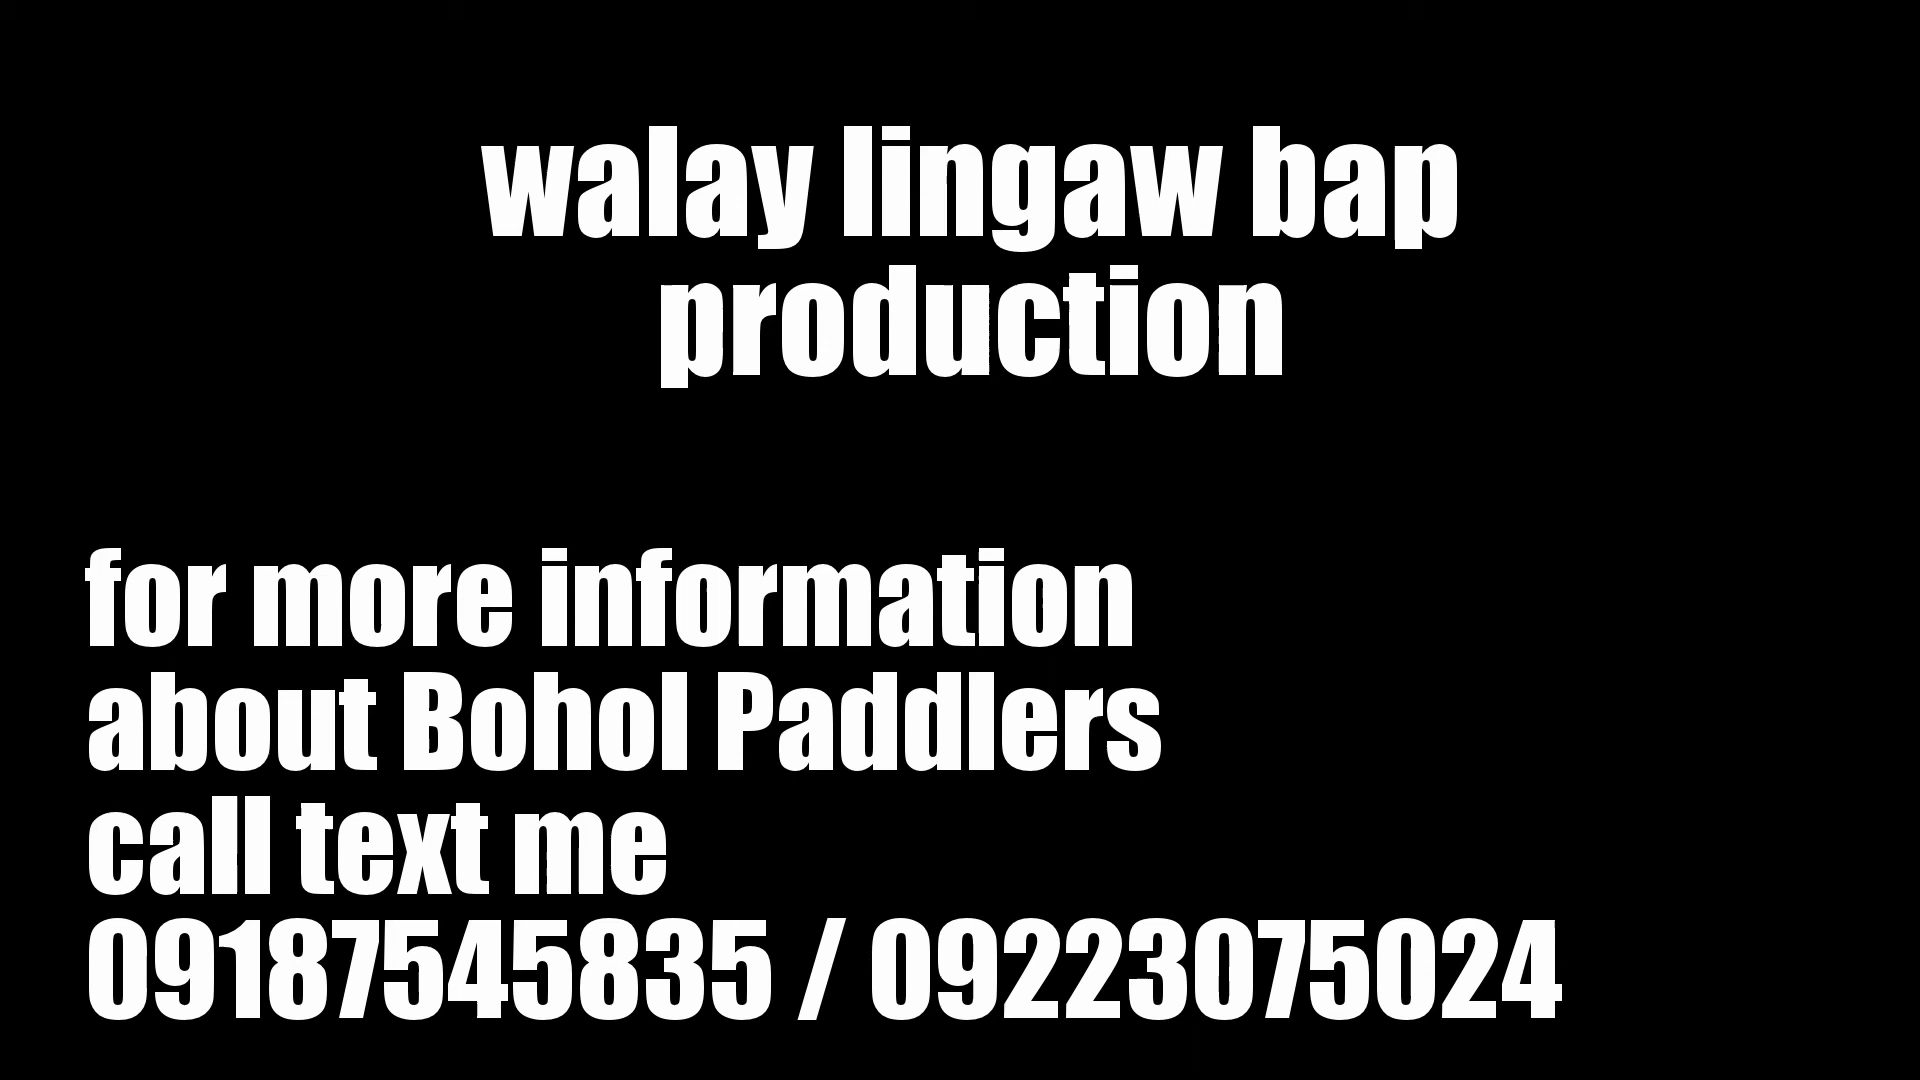 walay lingaw bap
production
for more information
about Bohol Paddlers
call text me
09187545835 / 09223075024